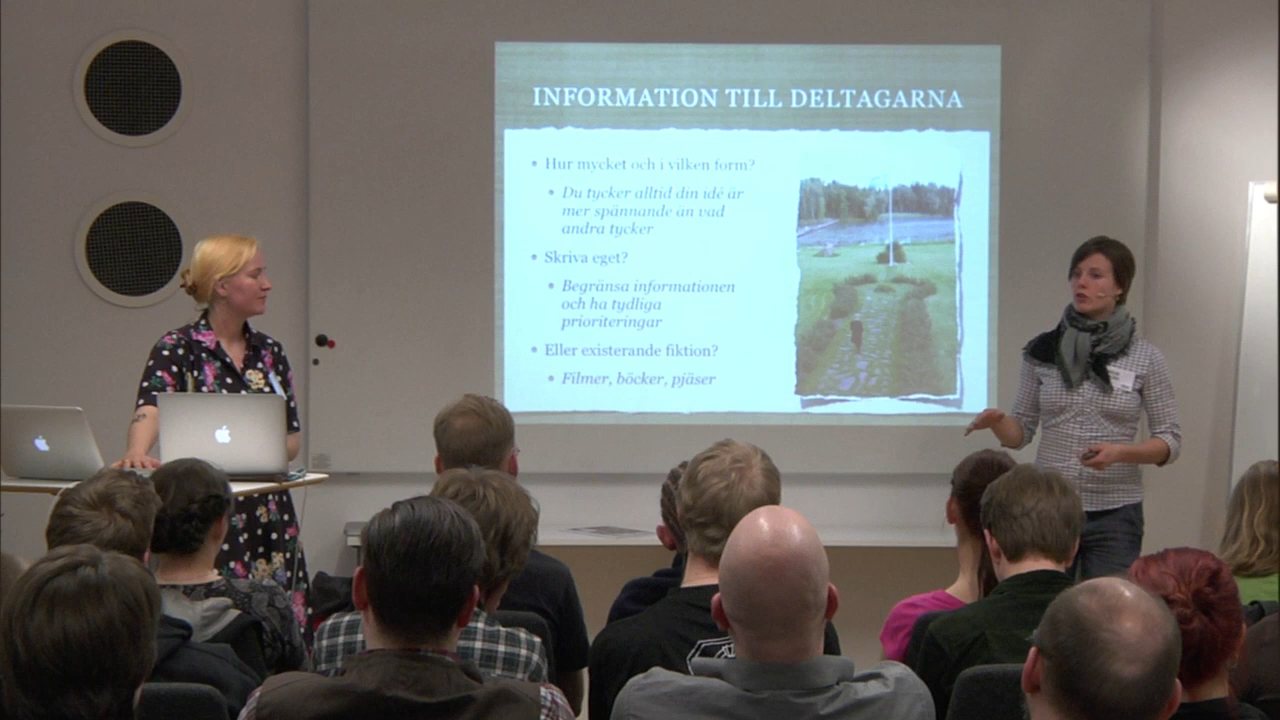 INFORMATION TILL DELTAGARNA
• Hur mycket och i vilken form?
• Du tycker alltid din idé är
mer spännande än vad
andra tycker
• Skriva eget?
• Begränsa informationen
och ha tydliga
prioriteringar
• Eller existerande fiktion?
• Filmer, böcker, pjäser